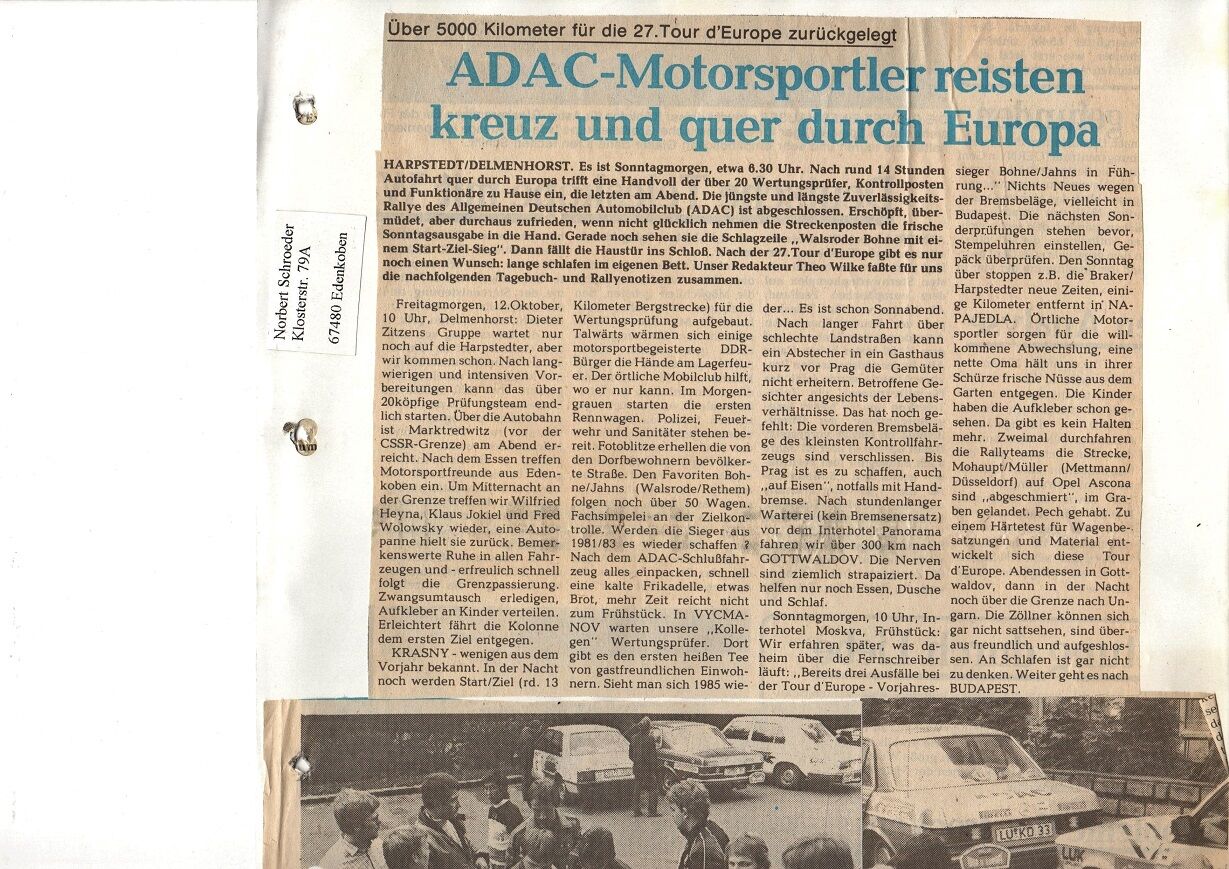 Über 5000 Kilometer für die 27.Tour d'Europe zurückgelegt
ADAC-Motorsportler reisten
kreuz und quer durch Europa
HARPSTEDT/DELMENHORST. Es ist Sonntagmorgen, etwa 6.30 Uhr. Nach rund 14 Stunden
Autofahrt quer durch Europa trifft eine Handvoll der über 20 Wertungsprüfer, Kontrollposten
und Funktionäre zu Hause ein, die letzten am Abend. Die jüngste und längste Zuverlässigkeits-
Rallye des Allgemeinen Deutschen Automobilclub (ADAC) ist abgeschlossen. Erschöpft, über-
müdet, aber durchaus zufrieden, wenn nicht glücklich nehmen die Streckenposten die frische
Sonntagsausgabe in die Hand. Gerade noch sehen sie die Schlagzeile „Walsroder Bohne mit ei-
nem Start-Ziel-Sieg". Dann fällt die Haustür ins Schloß. Nach der 27.Tour d'Europe gibt es nur
noch einen Wunsch: lange schlafen im eigenen Bett. Unser Redakteur Theo Wilke faßte für uns
die nachfolgenden Tagebuch- und Rallyenotizen zusammen.
Freitagmorgen, 12.Oktober,
10 Uhr, Delmenhorst: Dieter
Zitzens Gruppe wartet nur
noch auf die Harpstedter, aber
wir kommen schon. Nach lang-
wierigen und intensiven Vor-
bereitungen kann das über
20köpfige Prüfungsteam end-
lich starten. Über die Autobahn
ist Marktredwitz (vor der
CSSR-Grenze) am Abend er-
reicht. Nach dem Essen treffen
Motorsportfreunde aus Eden-
koben ein. Um Mitternacht an
der Grenze treffen wir Wilfried
Heyna, Klaus Jokiel und Fred
Wolowsky wieder, eine Auto-
panne hielt sie zurück. Bemer-
kenswerte Ruhe in allen Fahr-
zeugen und - erfreulich schnell
folgt die Grenzpassierung.
Zwangsumtausch erledigen,
Aufkleber an Kinder verteilen.
Erleichtert fährt die Kolonne
dem ersten Ziel entgegen.
KRASNY - wenigen aus dem
Vorjahr bekannt. In der Nacht
noch werden Start/Ziel (rd. 13
Kilometer Bergstrecke) für die
Wertungsprüfung aufgebaut.
Talwärts wärmen sich einige
motorsportbegeisterte DDR-
Bürger die Hände am Lagerfeu-
er. Der örtliche Mobilclub hilft,
wo er nur kann. Im Morgen-
grauen starten die ersten
Rennwagen. Polizei, Feuer-
wehr und Sanitäter stehen be-
reit. Fotoblitze erhellen die von
den Dorfbewohnern bevölker-
te Straße. Den Favoriten Boh-
ne/Jahns (Walsrode/Rethem)
folgen noch über 50 Wagen.
Fachsimpelei an der Zielkon-
trolle. Werden die Sieger aus
1981/83 es wieder schaffen ?
Nach dem ADAC-Schlußfahr-
zeug alles einpacken, schnell
eine kalte Frikadelle, etwas
Brot, mehr Zeit reicht nicht
zum Frühstück. In VYCMA-
NOV warten unsere „Kolle-
gen" Wertungsprüfer. Dort
gibt es den ersten heißen Tee
von gastfreundlichen Einwoh-
nern. Sieht man sich 1985 wie-
der... Es ist schon Sonnabend.
Nach langer Fahrt über
schlechte Landstraßen kann
ein Abstecher in ein Gasthaus
kurz vor Prag die Gemüter
nicht erheitern. Betroffene Ge-
sichter angesichts der Lebens-
verhältnisse. Das hat noch ge-
fehlt: Die vorderen Bremsbelä-
ge des kleinsten Kontrollfahr-
zeugs sind verschlissen. Bis
Prag ist es zu schaffen, auch
„auf Eisen", notfalls mit Hand-
bremse. Nach stundenlanger
Warterei (kein Bremsenersatz)
vor dem Interhotel Panorama
fahren wir über 300 km nach
GOTTWALDOV. Die Nerven
sind ziemlich strapaziert. Da
helfen nur noch Essen, Dusche
und Schlaf.
Sonntagmorgen, 10 Uhr, In-
terhotel Moskva, Frühstück:
Wir erfahren später, was da-
heim über die Fernschreiber
läuft: „Bereits drei Ausfälle bei
der Tour d'Europe - Vorjahres-
sieger Bohne/Jahns in Füh-
rung..." Nichts Neues wegen
der Bremsbeläge, vielleicht in
Budapest. Die nächsten Son-
derprüfungen stehen bevor,
Stempeluhren einstellen, Ge-
päck überprüfen. Den Sonntag
über stoppen z.B. die Braker/
Harpstedter neue Zeiten, eini-
ge Kilometer entfernt in NA-
PAJEDLA. Örtliche Motor-
sportler sorgen für die will-
kommene Abwechslung, eine
nette Oma hält uns in ihrer
Schürze frische Nüsse aus dem
Garten entgegen. Die Kinder
haben die Aufkleber schon ge-
sehen. Da gibt es kein Halten
mehr. Zweimal durchfahren
die Rallyeteams die Strecke,
Mohaupt/Müller (Mettmann/
Düsseldorf) auf Opel Ascona
sind „abgeschmiert", im Gra-
ben gelandet. Pech gehabt. Zu
einem Härtetest für Wagenbe-
satzungen und Material ent-
wickelt sich diese Tour
d'Europe. Abendessen in Gott-
waldov, dann in der Nacht
noch über die Grenze nach Un-
garn. Die Zöllner können sich
gar nicht sattsehen, sind über-
aus freundlich und aufgeschlos-
sen. An Schlafen ist gar nicht
zu denken. Weiter geht es nach
BUDAPEST.
Norbert Schroeder
Klosterstr. 79A
67480 Edenkoben
LU KD 33
LUK